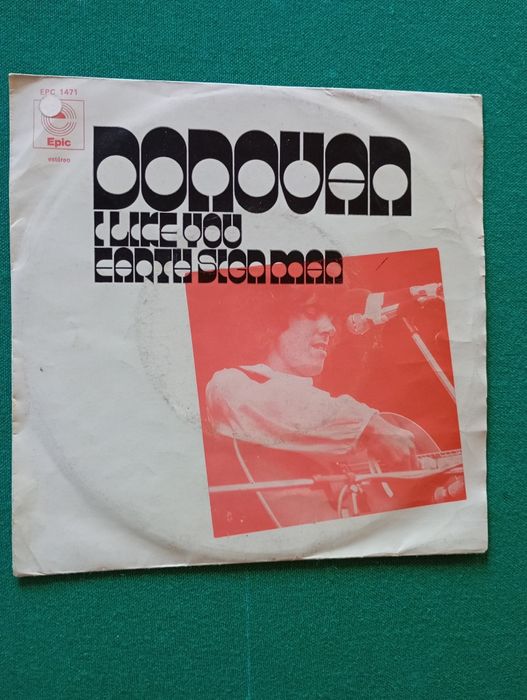 EPC 1471
Epic
estéreo
DONOVAN
I LIKE YOU
EARTH SIGN MAN